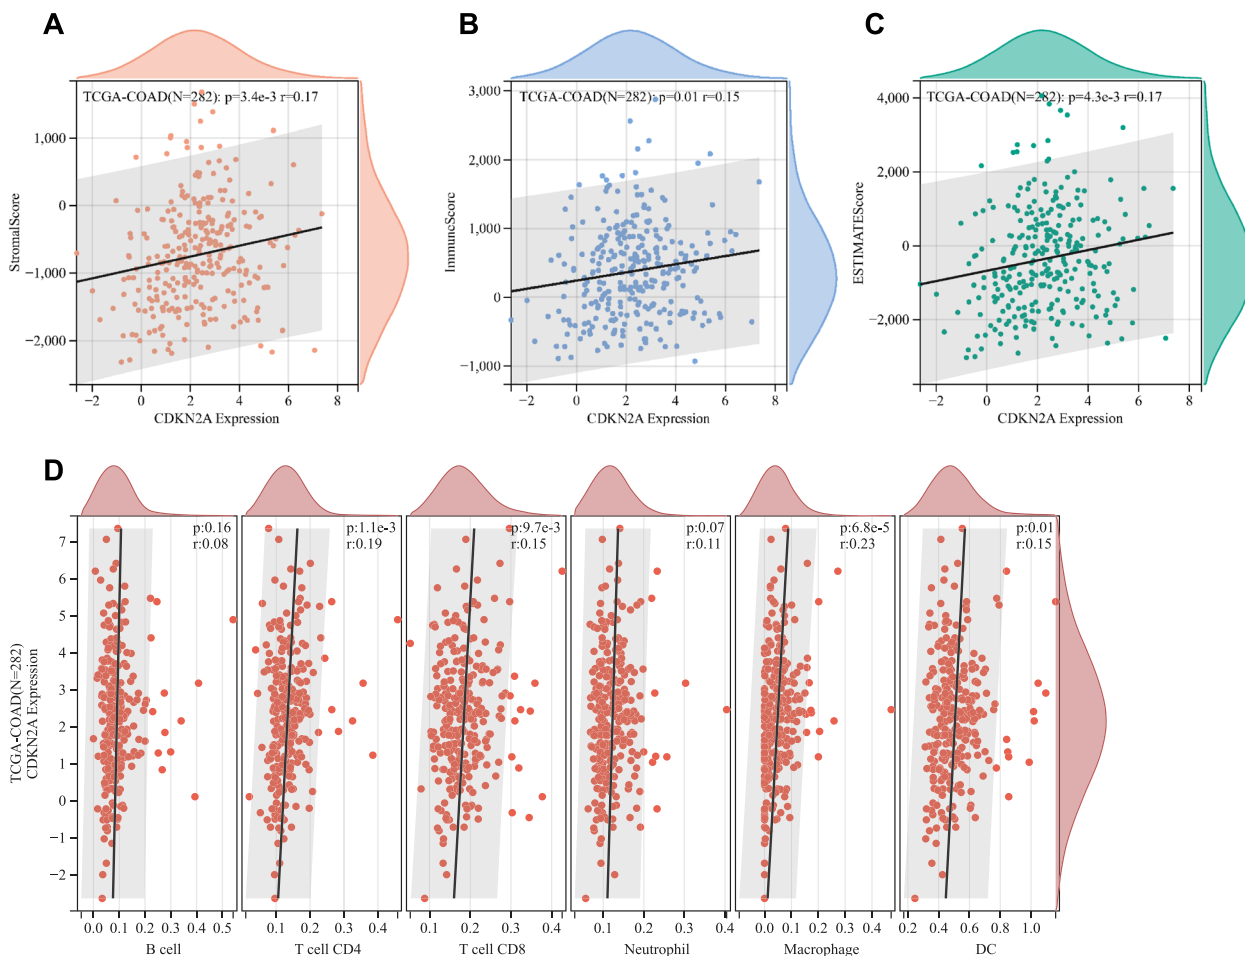 A
B
C
TCGA-COAD(N=282): p=3.4e-3 r=0.17
TCGA-COAD(N=282): p=0.01 r=0.15
TCGA-COAD(N=282): p=4.3e-3 r=0.17
StromalScore
1,000
0
−1,000
−2,000
−2 0 2 4 6 8
CDKN2A Expression
ImmuneScore
3,000
2,000
1,000
0
−1,000
−2 0 2 4 6 8
CDKN2A Expression
ESTIMATEScore
4,000
2,000
0
−2,000
−2 0 2 4 6 8
CDKN2A Expression
D
TCGA-COAD(N=282)
CDKN2A Expression
7
6
5
4
3
2
1
0
−1
−2
p:0.16
r:0.08
p:1.1e-3
r:0.19
p:9.7e-3
r:0.15
p:0.07
r:0.11
p:6.8e-5
r:0.23
p:0.01
r:0.15
0.0 0.1 0.2 0.3 0.4 0.5
B cell
0.1 0.2 0.3 0.4
T cell CD4
0.1 0.2 0.3 0.4
T cell CD8
0.1 0.2 0.3 0.4
Neutrophil
0.0 0.1 0.2 0.3 0.4
Macrophage
0.2 0.4 0.6 0.8 1.0
DC